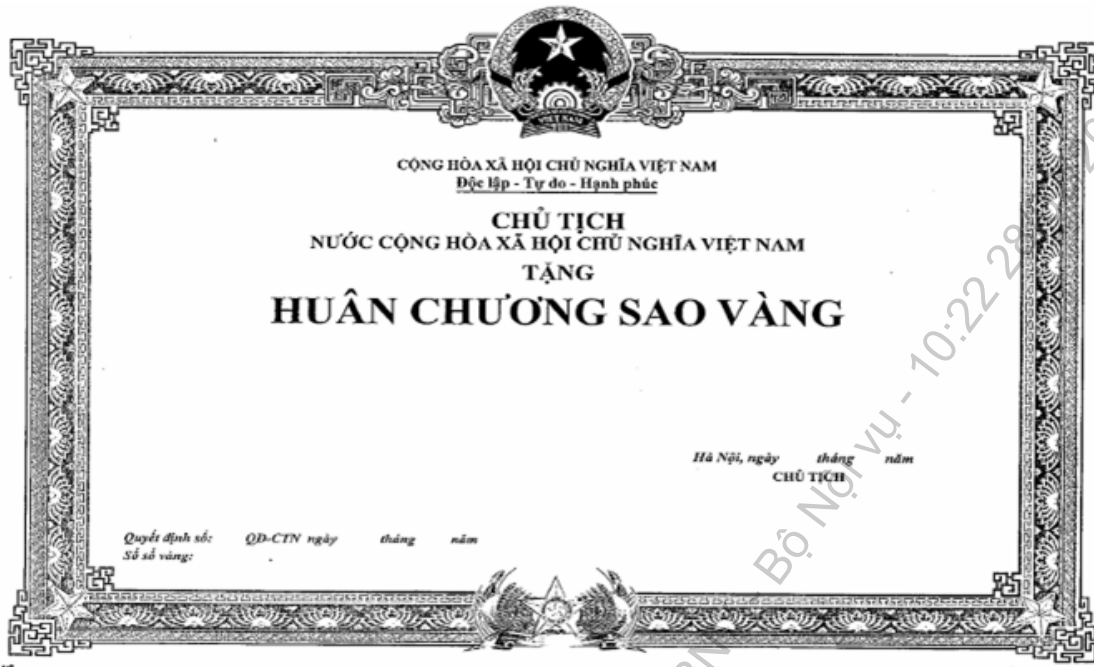 VIỆT NAM
CỘNG HÒA XÃ HỘI CHỦ NGHĨA VIỆT NAM
Độc lập - Tự do - Hạnh phúc
CHỦ TỊCH
NƯỚC CỘNG HÒA XÃ HỘI CHỦ NGHĨA VIỆT NAM
TẶNG
HUÂN CHƯƠNG SAO VÀNG
Hà Nội, ngày tháng năm
CHỦ TỊCH
Quyết định số: QĐ-CTN ngày tháng năm
Số sổ vàng:
Bộ Nội vụ - 10:22 28